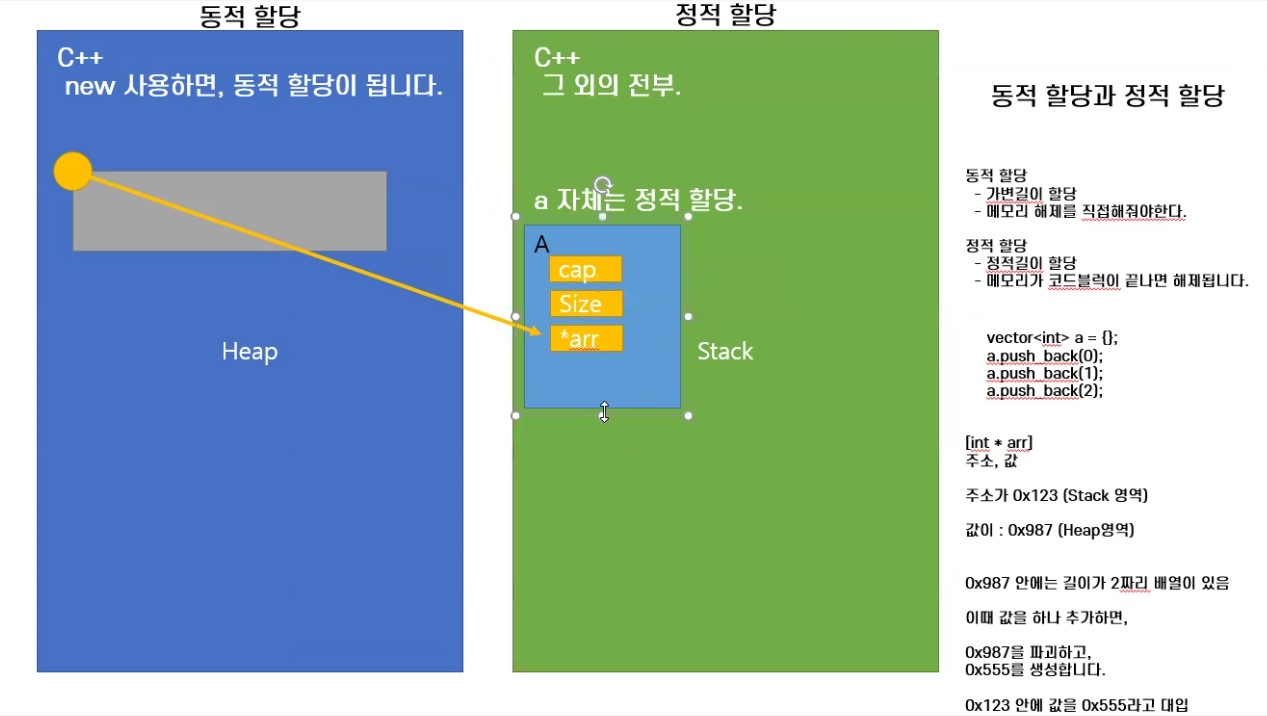 동적 할당
C++
new 사용하면, 동적 할당이 됩니다.
Heap
정적 할당
C++
그 외의 전부.
a 자체는 정적 할당.
A
cap
Size
*arr
Stack
동적 할당과 정적 할당
동적 할당
- 가변길이 할당
- 메모리 해제를 직접해줘야한다.
정적 할당
- 정적길이 할당
- 메모리가 코드블럭이 끝나면 해제됩니다.
vector<int> a = {};
a.push_back(0);
a.push_back(1);
a.push_back(2);
[int * arr]
주소, 값
주소가 0x123 (Stack 영역)
값이 : 0x987 (Heap영역)
0x987 안에는 길이가 2짜리 배열이 있음
이때 값을 하나 추가하면,
0x987을 파괴하고,
0x555를 생성합니다.
0x123 안에 값을 0x555라고 대입